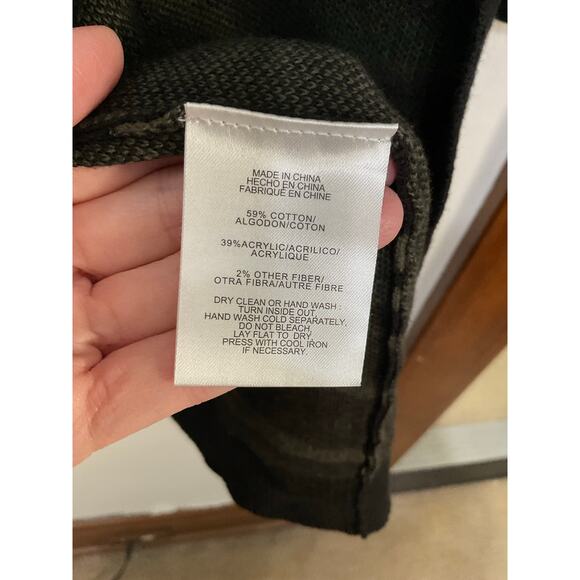 MADE IN CHINA
HECHO EN CHINA
FABRIQUÉ EN CHINE
59% COTTON/
ALGODON/COTON
39%ACRYLIC/ACRILICO/
ACRYLIQUE
2% OTHER FIBER/
OTRA FIBRA/AUTRE FIBRE
DRY CLEAN OR HAND WASH :
TURN INSIDE OUT,
HAND WASH COLD SEPARATELY,
DO NOT BLEACH,
LAY FLAT TO DRY
PRESS WITH COOL IRON
IF NECESSARY.